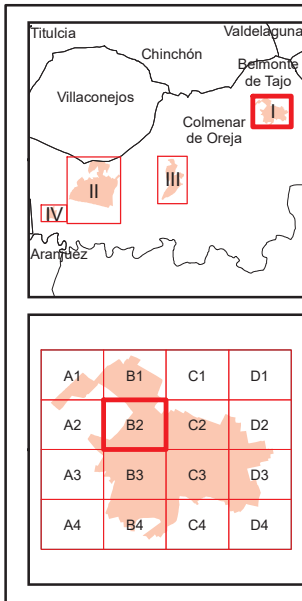 Titulcia
Valdelaguna
Chinchón
Belmonte
de Tajo
Villaconejos
I
Colmenar
de Oreja
II
III
IV
Aranjuez
A1 B1 C1 D1
A2 B2 C2 D2
A3 B3 C3 D3
A4 B4 C4 D4